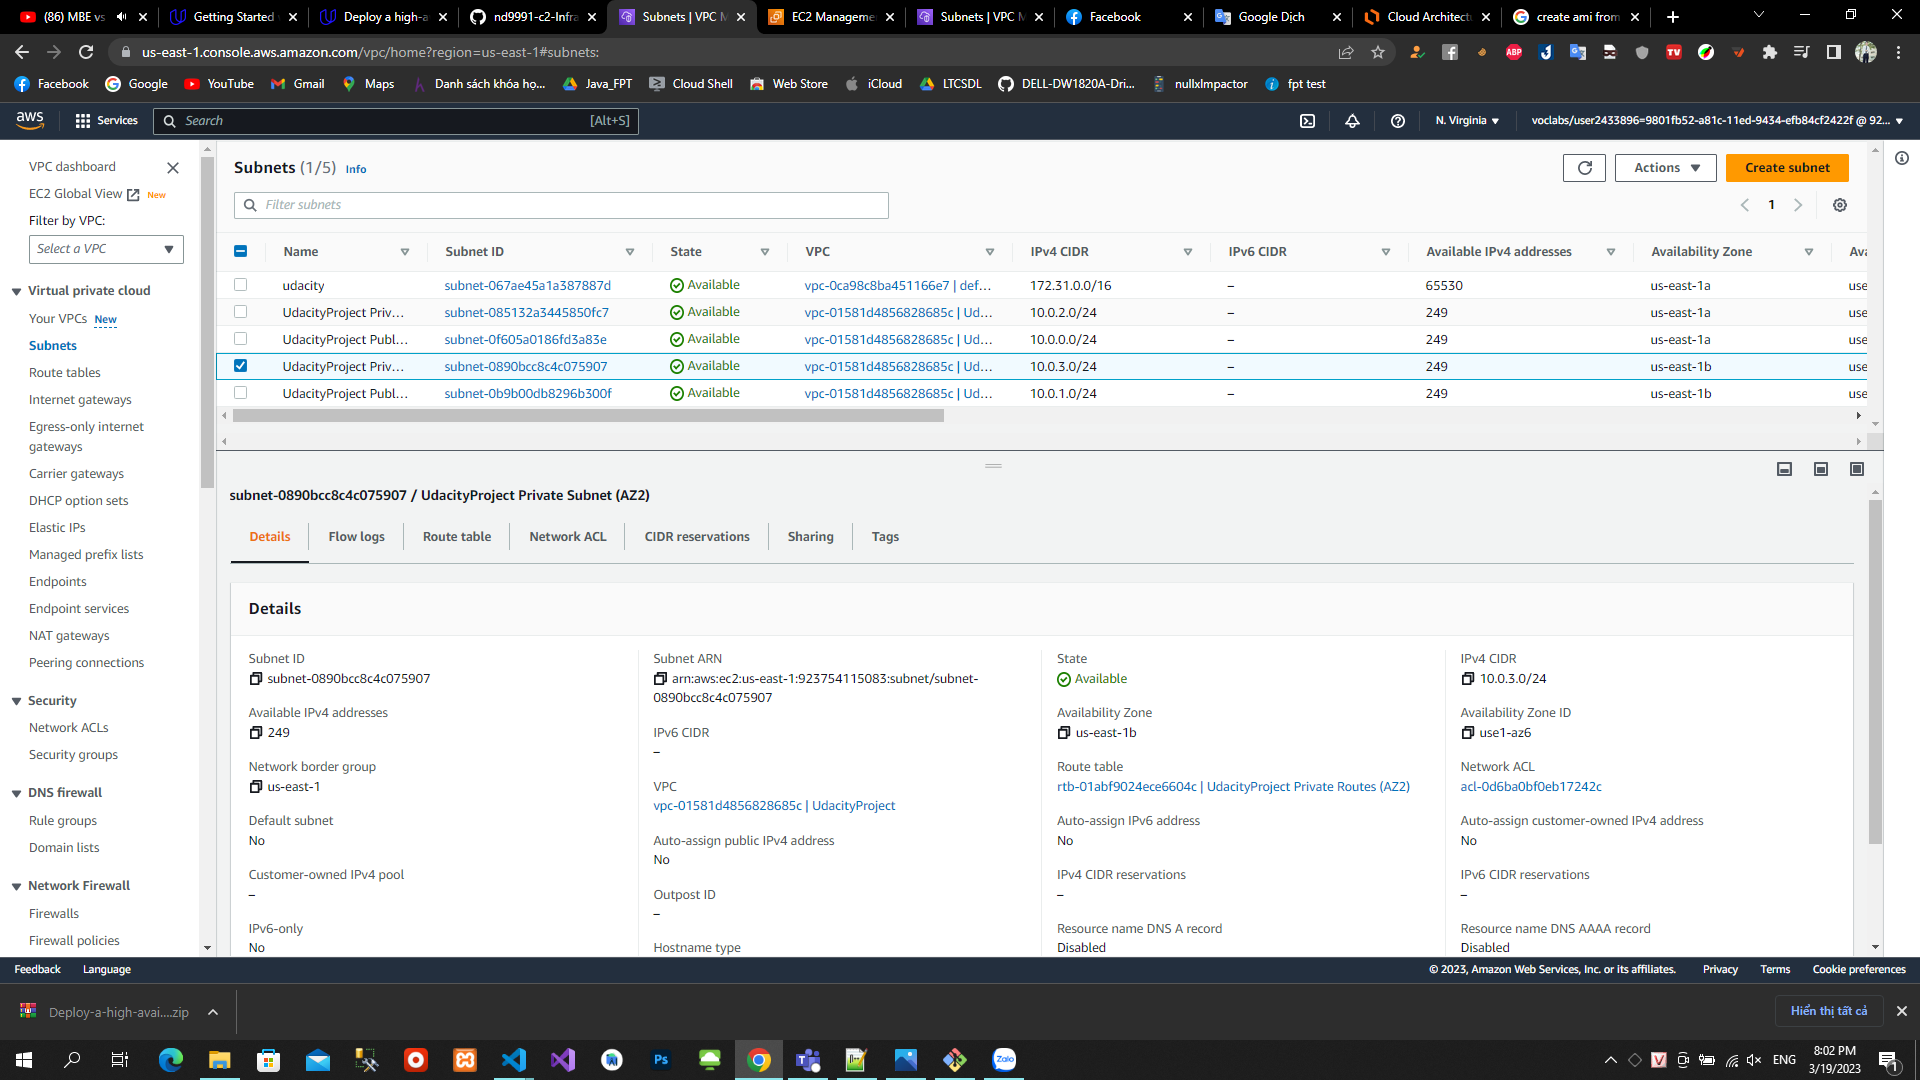 (86) MBE vs
Getting Started
Deploy a high-a
nd9991-c2-Infra
Subnets | VPC M
EC2 Manageme
Subnets | VPC M
Facebook
Google Dịch
Cloud Architectu
create ami from
us-east-1.console.aws.amazon.com/vpc/home?region=us-east-1#subnets:
Facebook
Google
YouTube
Gmail
Maps
Danh sách khóa họ...
Java_FPT
Cloud Shell
Web Store
iCloud
LTCSDL
DELL-DW1820A-Dri...
nullxImpactor
fpt test
aws
Services
Search
[Alt+S]
N. Virginia
voclabs/user2433896=9801fb52-a81c-11ed-9434-efb84cf2422f @ 92...
VPC dashboard
EC2 Global View New
Filter by VPC:
Select a VPC
Virtual private cloud
Your VPCs New
Subnets
Route tables
Internet gateways
Egress-only internet
gateways
Carrier gateways
DHCP option sets
Elastic IPs
Managed prefix lists
Endpoints
Endpoint services
NAT gateways
Peering connections
Security
Network ACLs
Security groups
DNS firewall
Rule groups
Domain lists
Network Firewall
Firewalls
Firewall policies
Subnets (1/5) Info
Actions
Create subnet
Filter subnets
1
Name Subnet ID State VPC IPv4 CIDR IPv6 CIDR Available IPv4 addresses Availability Zone Ava
udacity subnet-067ae45a1a387887d Available vpc-0ca98c8ba451166e7 | def... 172.31.0.0/16 – 65530 us-east-1a use
UdacityProject Priv... subnet-085132a3445850fc7 Available vpc-01581d4856828685c | Ud... 10.0.2.0/24 – 249 us-east-1a use
UdacityProject Publ... subnet-0f605a0186fd3a83e Available vpc-01581d4856828685c | Ud... 10.0.0.0/24 – 249 us-east-1a use
UdacityProject Priv... subnet-0890bcc8c4c075907 Available vpc-01581d4856828685c | Ud... 10.0.3.0/24 – 249 us-east-1b use
UdacityProject Publ... subnet-0b9b00db8296b300f Available vpc-01581d4856828685c | Ud... 10.0.1.0/24 – 249 us-east-1b use
subnet-0890bcc8c4c075907 / UdacityProject Private Subnet (AZ2)
Details Flow logs Route table Network ACL CIDR reservations Sharing Tags
Details
Subnet ID
subnet-0890bcc8c4c075907
Available IPv4 addresses
249
Network border group
us-east-1
Default subnet
No
Customer-owned IPv4 pool
–
IPv6-only
No
Subnet ARN
arn:aws:ec2:us-east-1:923754115083:subnet/subnet-
0890bcc8c4c075907
IPv6 CIDR
–
VPC
vpc-01581d4856828685c | UdacityProject
Auto-assign public IPv4 address
No
Outpost ID
–
Hostname type
State
Available
Availability Zone
us-east-1b
Route table
rtb-01abf9024ece6604c | UdacityProject Private Routes (AZ2)
Auto-assign IPv6 address
No
IPv4 CIDR reservations
–
Resource name DNS A record
Disabled
IPv4 CIDR
10.0.3.0/24
Availability Zone ID
use1-az6
Network ACL
acl-0d6ba0bf0eb17242c
Auto-assign customer-owned IPv4 address
No
IPv6 CIDR reservations
–
Resource name DNS AAAA record
Disabled
Feedback Language
© 2023, Amazon Web Services, Inc. or its affiliates. Privacy Terms Cookie preferences
Deploy-a-high-avai....zip
Hiển thị tất cả
ENG
8:02 PM
3/19/2023